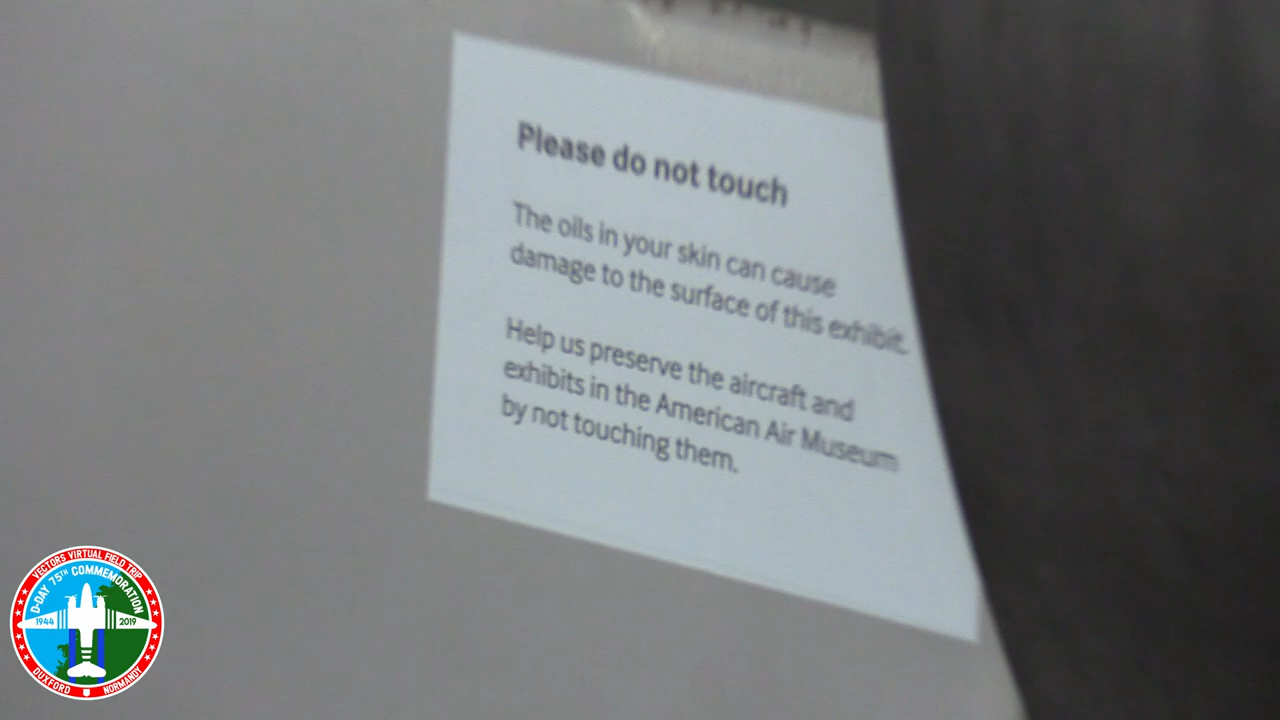 Please do not touch
The oils in your skin can cause
damage to the surface of this exhibit.
Help us preserve the aircraft and
exhibits in the American Air Museum
by not touching them.
VECTORS VIRTUAL FIELD TRIP
D-DAY 75TH COMMEMORATION
1944 2019
DUXFORD NORMANDY